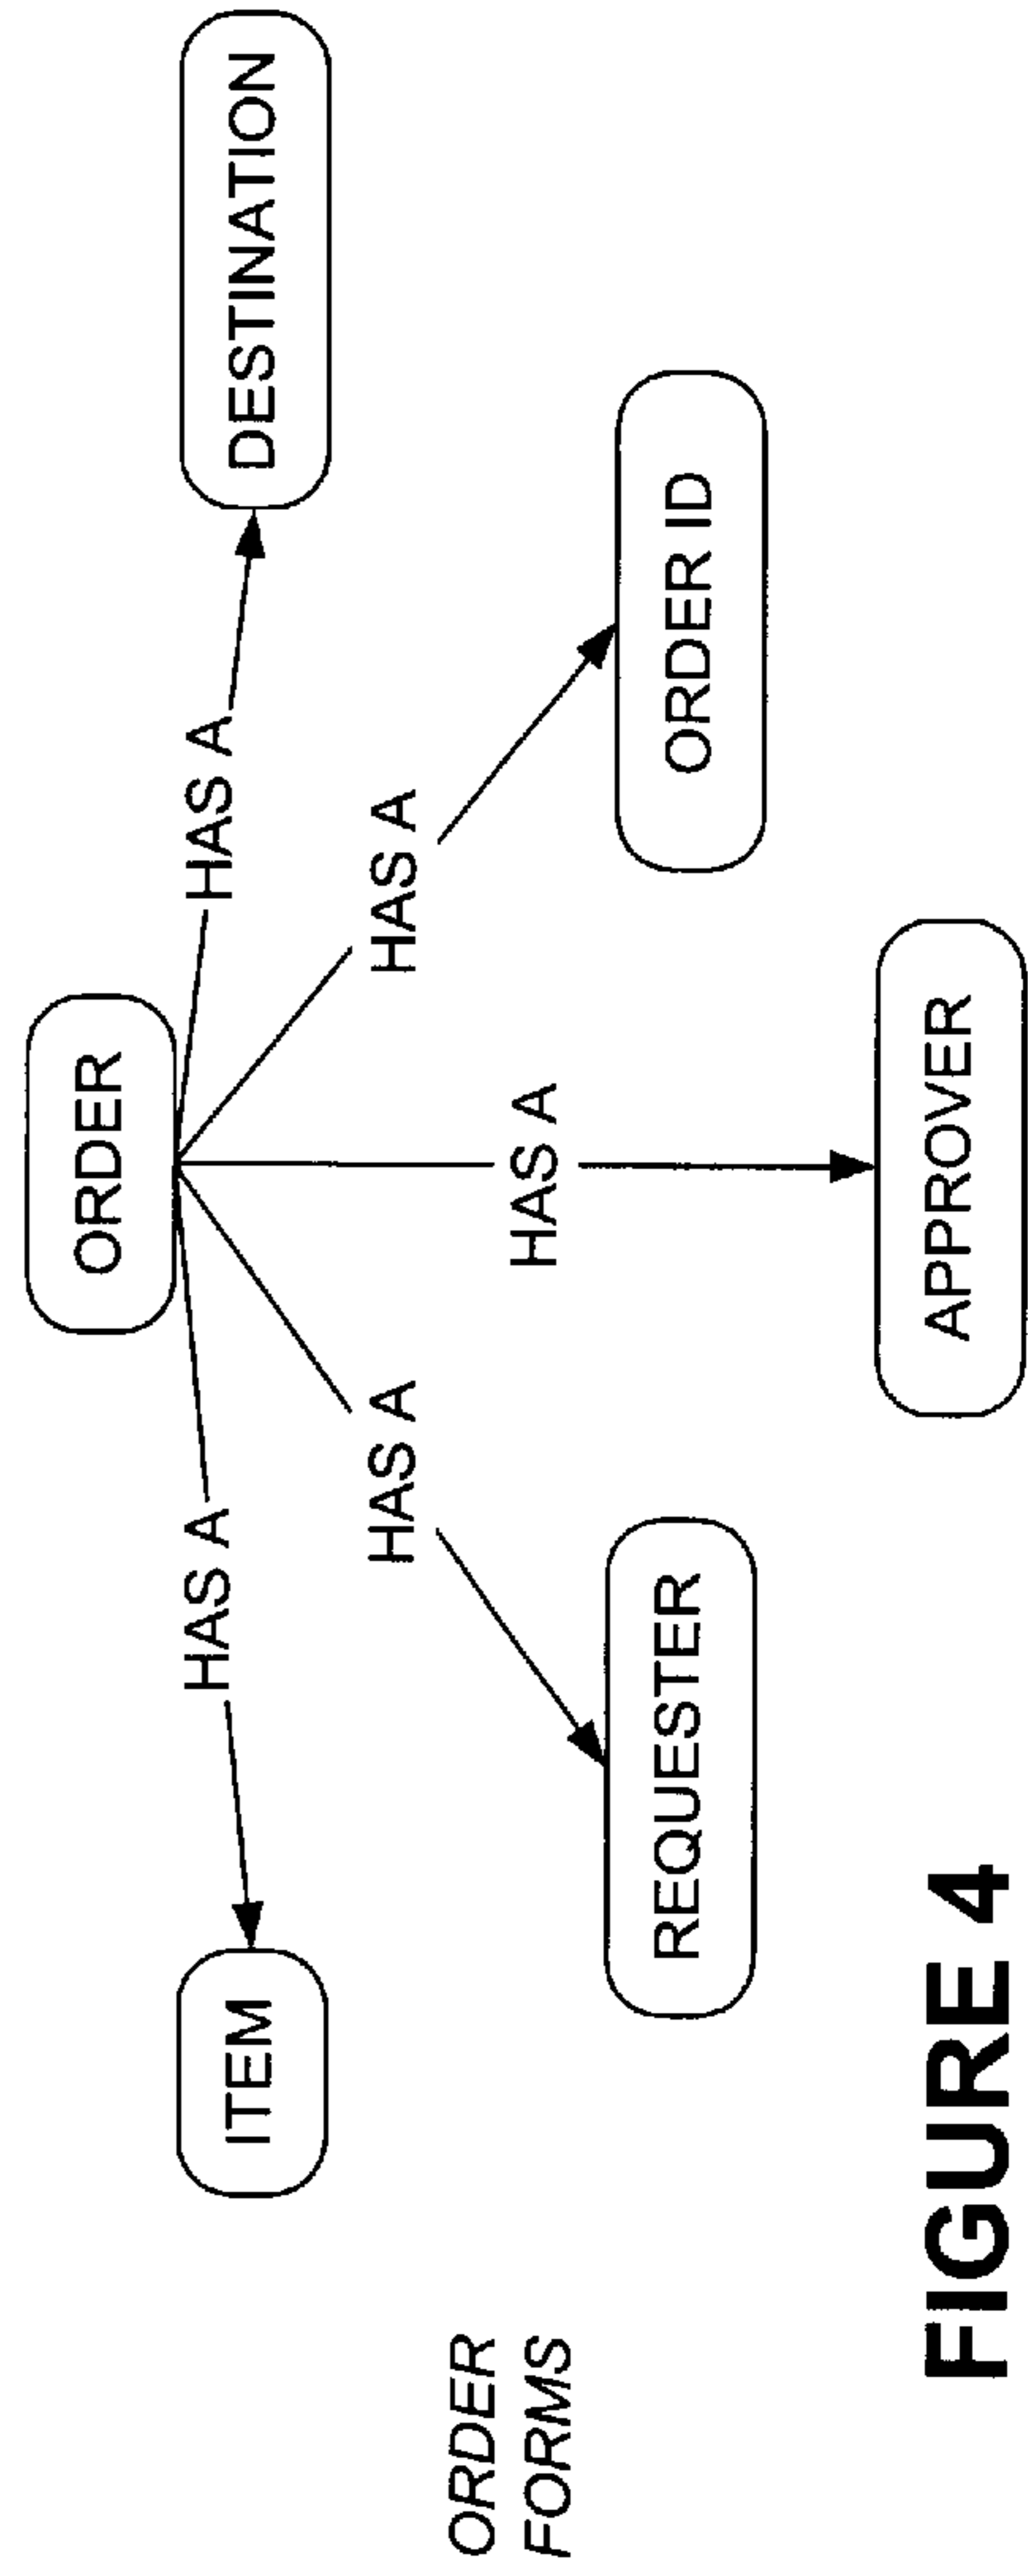 ORDER
HAS A
HAS A
ITEM
DESTINATION
HAS A
HAS A
ORDER
FORMS
HAS A
REQUESTER
ORDER ID
APPROVER
FIGURE 4